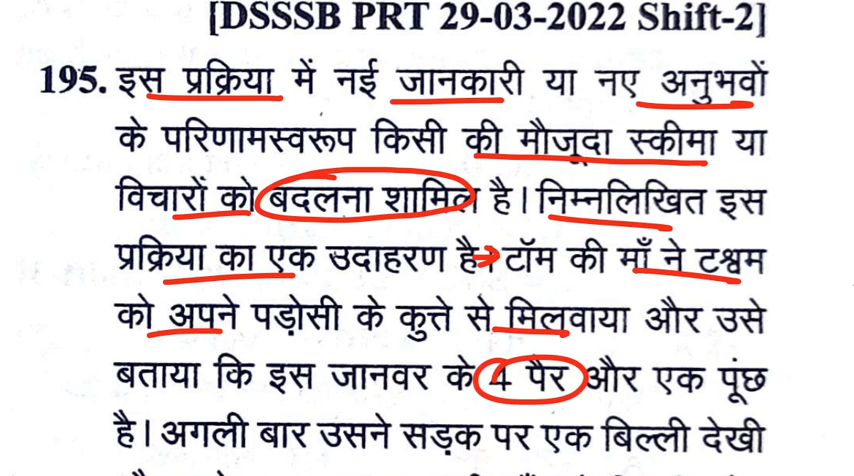 [DSSSB PRT 29-03-2022 Shift-2]
195. इस प्रक्रिया में नई जानकारी या नए अनुभवों
के परिणामस्वरूप किसी की मौजूदा स्कीमा या
विचारों को बदलना शामिल है। निम्नलिखित इस
प्रक्रिया का एक उदाहरण है। टॉम की माँ ने टश्वम
को अपने पड़ोसी के कुत्ते से मिलवाया और उसे
बताया कि इस जानवर के 4 पैर और एक पूंछ
है। अगली बार उसने सड़क पर एक बिल्ली देखी